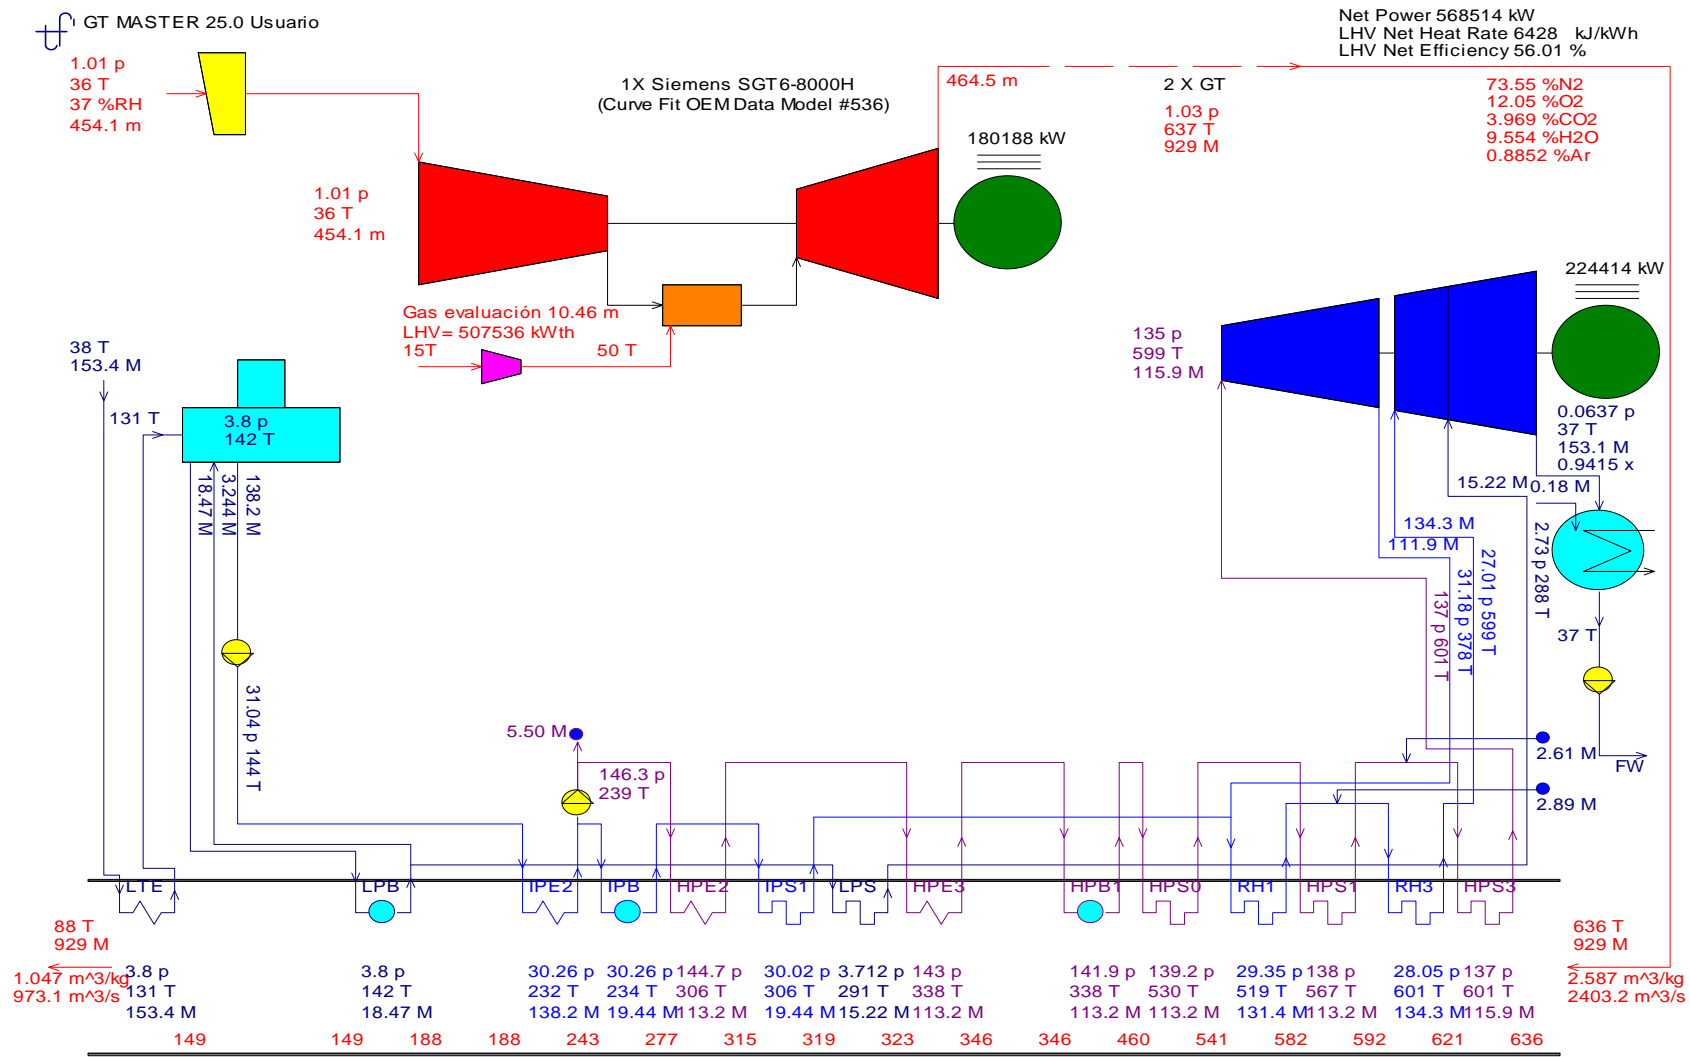 GT MASTER 25.0 Usuario
Net Power 568514 kW
LHV Net Heat Rate 6428 kJ/kWh
LHV Net Efficiency 56.01 %
1.01 p
36 T
37 %RH
454.1 m
1X Siemens SGT6-8000H
(Curve Fit OEM Data Model #536)
464.5 m
2 X GT
1.03 p
637 T
929 M
73.55 %N2
12.05 %O2
3.969 %CO2
9.554 %H2O
0.8852 %Ar
180188 kW
1.01 p
36 T
454.1 m
224414 kW
Gas evaluación 10.46 m
LHV= 507536 kWth
15T
50 T
135 p
599 T
115.9 M
38 T
153.4 M
131 T
3.8 p
142 T
0.0637 p
37 T
153.1 M
0.9415 x
18.47 M
3.244 M
138.2 M
15.22 M
0.18 M
134.3 M
111.9 M
2.73 p 288 T
27.01 p 599 T
31.18 p 378 T
137 p 601 T
37 T
31.04 p 144 T
5.50 M
146.3 p
239 T
2.61 M
FW
2.89 M
LTE
LPB
IPE2
IPB
HPE2
IPS1
LPS
HPE3
HPB1
HPS0
RH1
HPS1
RH3
HPS3
88 T
929 M
636 T
929 M
1.047 m^3/kg
973.1 m^3/s
2.587 m^3/kg
2403.2 m^3/s
3.8 p
131 T
153.4 M
3.8 p
142 T
18.47 M
30.26 p
232 T
138.2 M
30.26 p
234 T
19.44 M
144.7 p
306 T
113.2 M
30.02 p
306 T
19.44 M
3.712 p
291 T
15.22 M
143 p
338 T
113.2 M
141.9 p
338 T
113.2 M
139.2 p
530 T
113.2 M
29.35 p
519 T
131.4 M
138 p
567 T
113.2 M
28.05 p
601 T
134.3 M
137 p
601 T
115.9 M
149 149 188 188 243 277 315 319 323 346 346 460 541 582 592 621 636